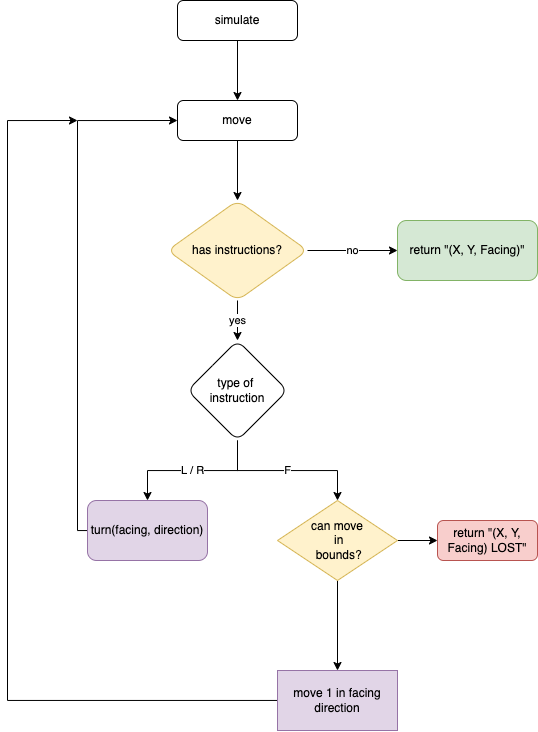 simulate
move
has instructions?
no
return "(X, Y, Facing)"
yes
type of
instruction
L / R
F
turn(facing, direction)
can move
in
bounds?
return "(X, Y,
Facing) LOST"
move 1 in facing
direction